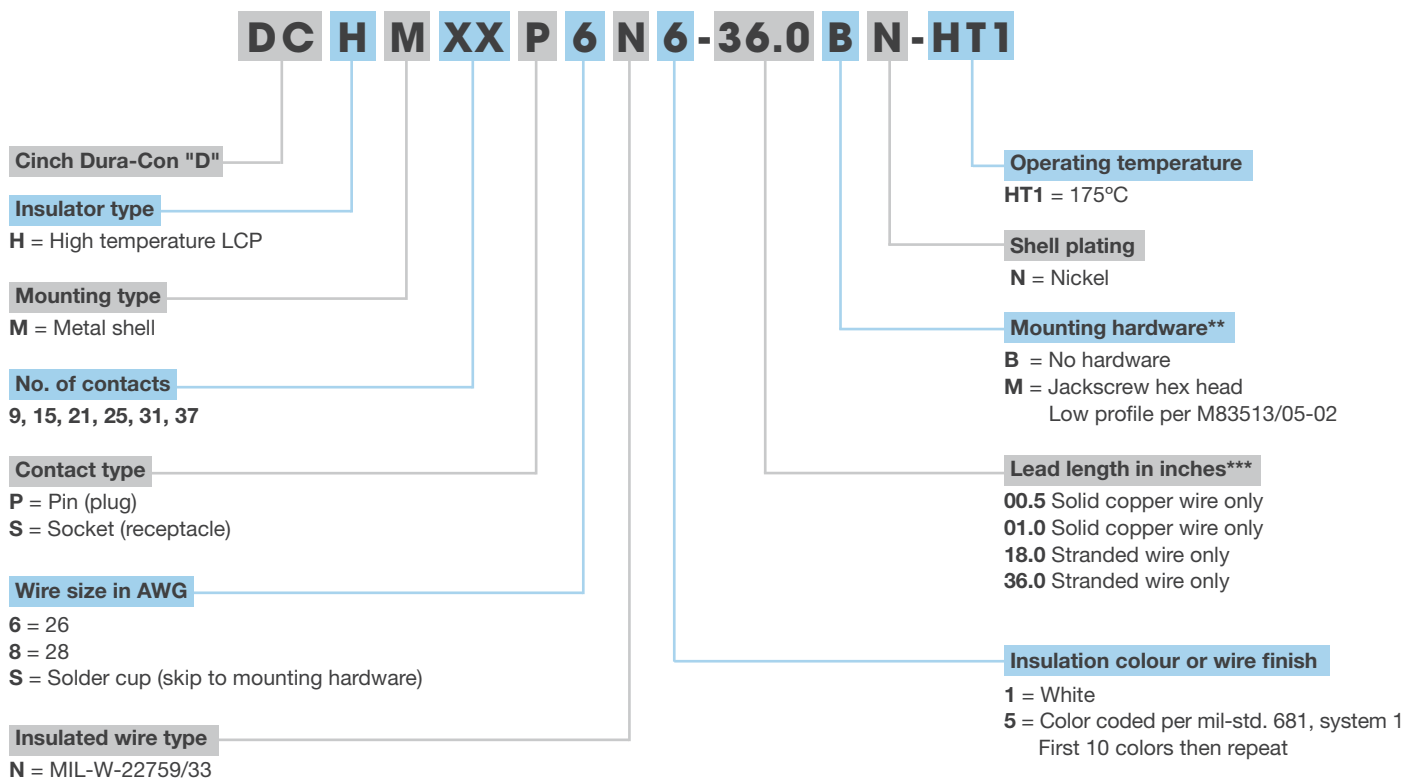 DCHMXXP6N6-36.0BN-HT1
Cinch Dura-Con "D"
Insulator type
H = High temperature LCP
Mounting type
M = Metal shell
No. of contacts
9, 15, 21, 25, 31, 37
Contact type
P = Pin (plug)
S = Socket (receptacle)
Wire size in AWG
6 = 26
8 = 28
S = Solder cup (skip to mounting hardware)
Insulated wire type
N = MIL-W-22759/33
Operating temperature
HT1 = 175ºC
Shell plating
N = Nickel
Mounting hardware**
B = No hardware
M = Jackscrew hex head
Low profile per M83513/05-02
Lead length in inches***
00.5 Solid copper wire only
01.0 Solid copper wire only
18.0 Stranded wire only
36.0 Stranded wire only
Insulation colour or wire finish
1 = White
5 = Color coded per mil-std. 681, system 1
First 10 colors then repeat